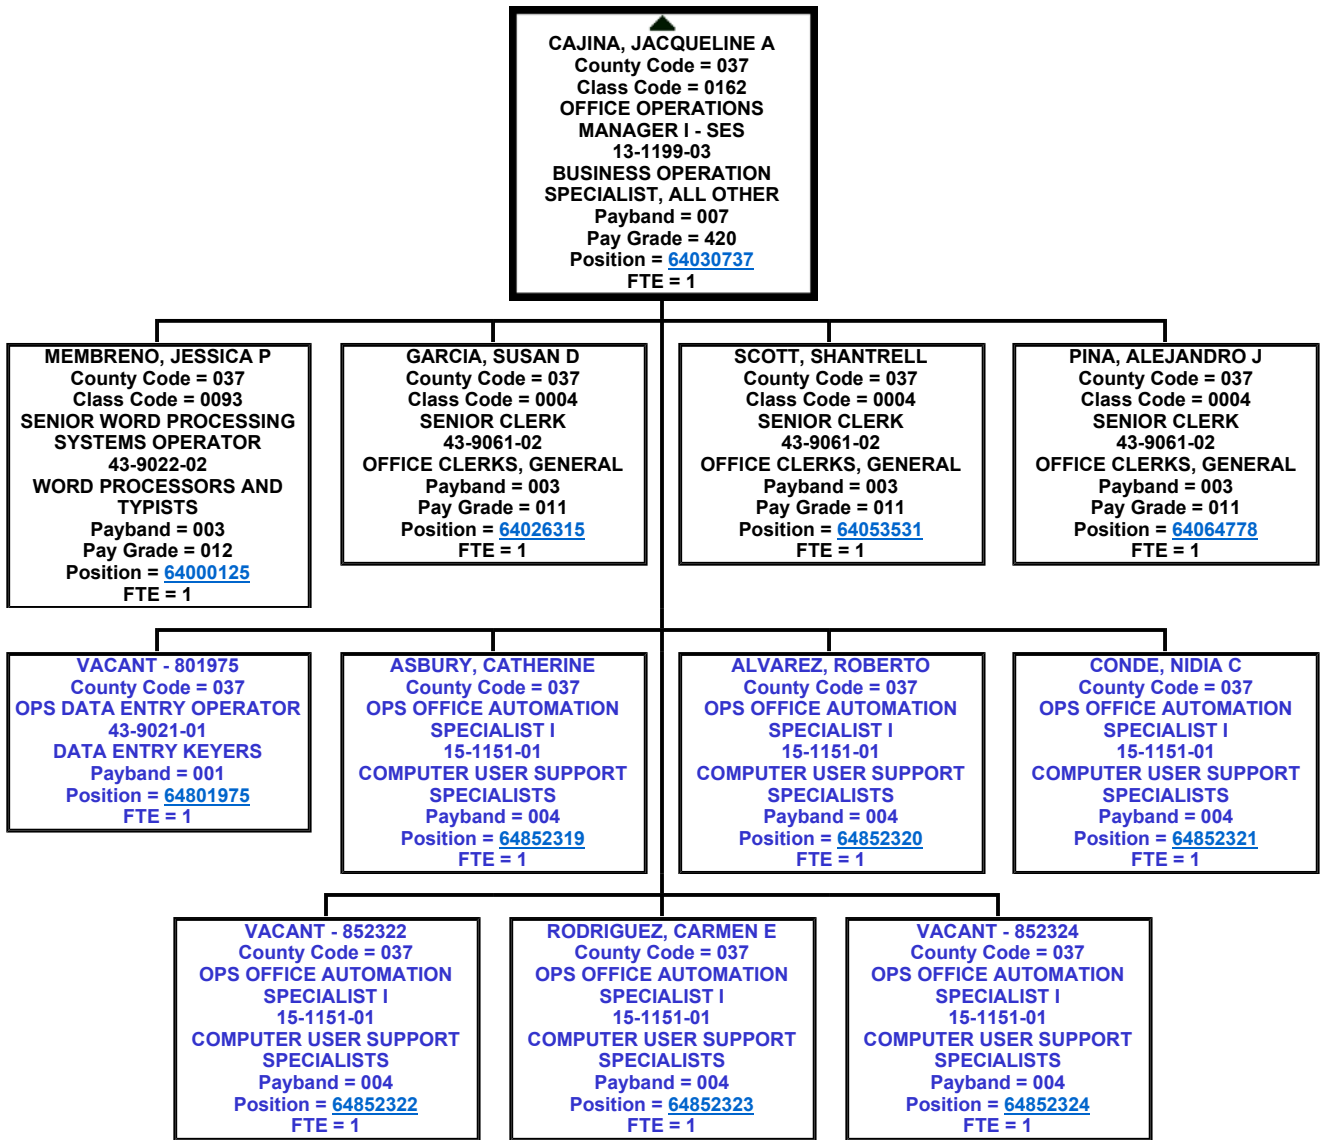 CAJINA, JACQUELINE A
County Code = 037
Class Code = 0162
OFFICE OPERATIONS
MANAGER I - SES
13-1199-03
BUSINESS OPERATION
SPECIALIST, ALL OTHER
Payband = 007
Pay Grade = 420
Position = 64030737
FTE = 1
MEMBRENO, JESSICA P
County Code = 037
Class Code = 0093
SENIOR WORD PROCESSING
SYSTEMS OPERATOR
43-9022-02
WORD PROCESSORS AND
TYPISTS
Payband = 003
Pay Grade = 012
Position = 64000125
FTE = 1
GARCIA, SUSAN D
County Code = 037
Class Code = 0004
SENIOR CLERK
43-9061-02
OFFICE CLERKS, GENERAL
Payband = 003
Pay Grade = 011
Position = 64026315
FTE = 1
SCOTT, SHANTRELL
County Code = 037
Class Code = 0004
SENIOR CLERK
43-9061-02
OFFICE CLERKS, GENERAL
Payband = 003
Pay Grade = 011
Position = 64053531
FTE = 1
PINA, ALEJANDRO J
County Code = 037
Class Code = 0004
SENIOR CLERK
43-9061-02
OFFICE CLERKS, GENERAL
Payband = 003
Pay Grade = 011
Position = 64064778
FTE = 1
VACANT - 801975
County Code = 037
OPS DATA ENTRY OPERATOR
43-9021-01
DATA ENTRY KEYERS
Payband = 001
Position = 64801975
FTE = 1
ASBURY, CATHERINE
County Code = 037
OPS OFFICE AUTOMATION
SPECIALIST I
15-1151-01
COMPUTER USER SUPPORT
SPECIALISTS
Payband = 004
Position = 64852319
FTE = 1
ALVAREZ, ROBERTO
County Code = 037
OPS OFFICE AUTOMATION
SPECIALIST I
15-1151-01
COMPUTER USER SUPPORT
SPECIALISTS
Payband = 004
Position = 64852320
FTE = 1
CONDE, NIDIA C
County Code = 037
OPS OFFICE AUTOMATION
SPECIALIST I
15-1151-01
COMPUTER USER SUPPORT
SPECIALISTS
Payband = 004
Position = 64852321
FTE = 1
VACANT - 852322
County Code = 037
OPS OFFICE AUTOMATION
SPECIALIST I
15-1151-01
COMPUTER USER SUPPORT
SPECIALISTS
Payband = 004
Position = 64852322
FTE = 1
RODRIGUEZ, CARMEN E
County Code = 037
OPS OFFICE AUTOMATION
SPECIALIST I
15-1151-01
COMPUTER USER SUPPORT
SPECIALISTS
Payband = 004
Position = 64852323
FTE = 1
VACANT - 852324
County Code = 037
OPS OFFICE AUTOMATION
SPECIALIST I
15-1151-01
COMPUTER USER SUPPORT
SPECIALISTS
Payband = 004
Position = 64852324
FTE = 1